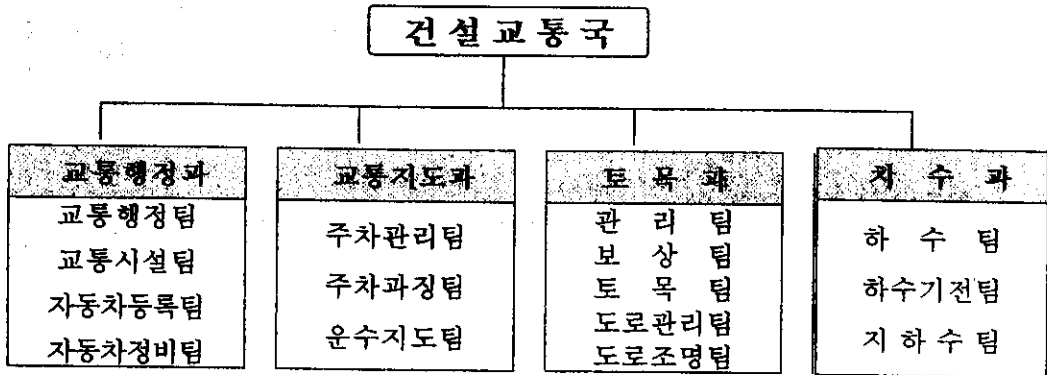 건설교통국
교통행정과
교통행정팀
교통시설팀
자동차등록팀
자동차정비팀
교통지도과
주차관리팀
주차과징팀
운수지도팀
토목과
관리팀
보상팀
토목팀
도로관리팀
도로조명팀
치수과
하수팀
하수기전팀
지하수팀